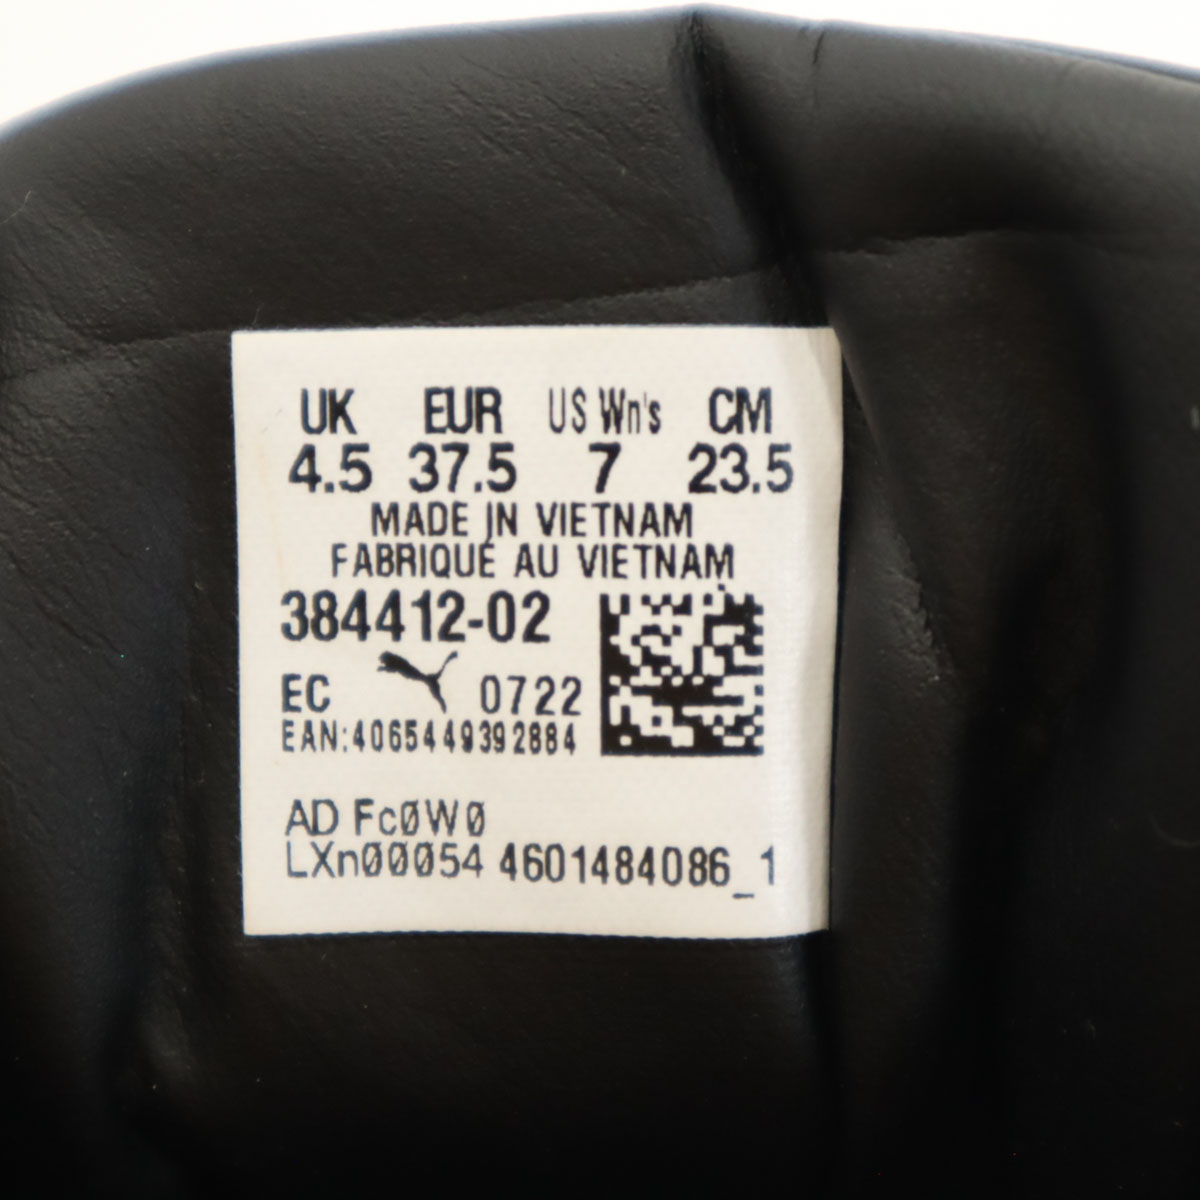 UK EUR US Wn's CM
4.5 37.5 7 23.5
MADE IN VIETNAM
FABRIQUÉ AU VIETNAM
384412-02
EC 0722
EAN:4065449392884
AD Fc0W0
LXn00054 4601484086_1